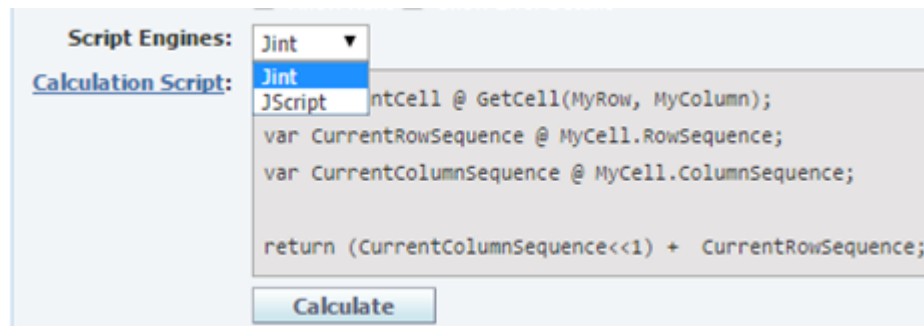 Script Engines: Jint ▼
Jint
Calculation Script:
JScript ntCell @ GetCell(MyRow, MyColumn);
var CurrentRowSequence @ MyCell.RowSequence;
var CurrentColumnSequence @ MyCell.ColumnSequence;
return (CurrentColumnSequence<<1) + CurrentRowSequence;
Calculate